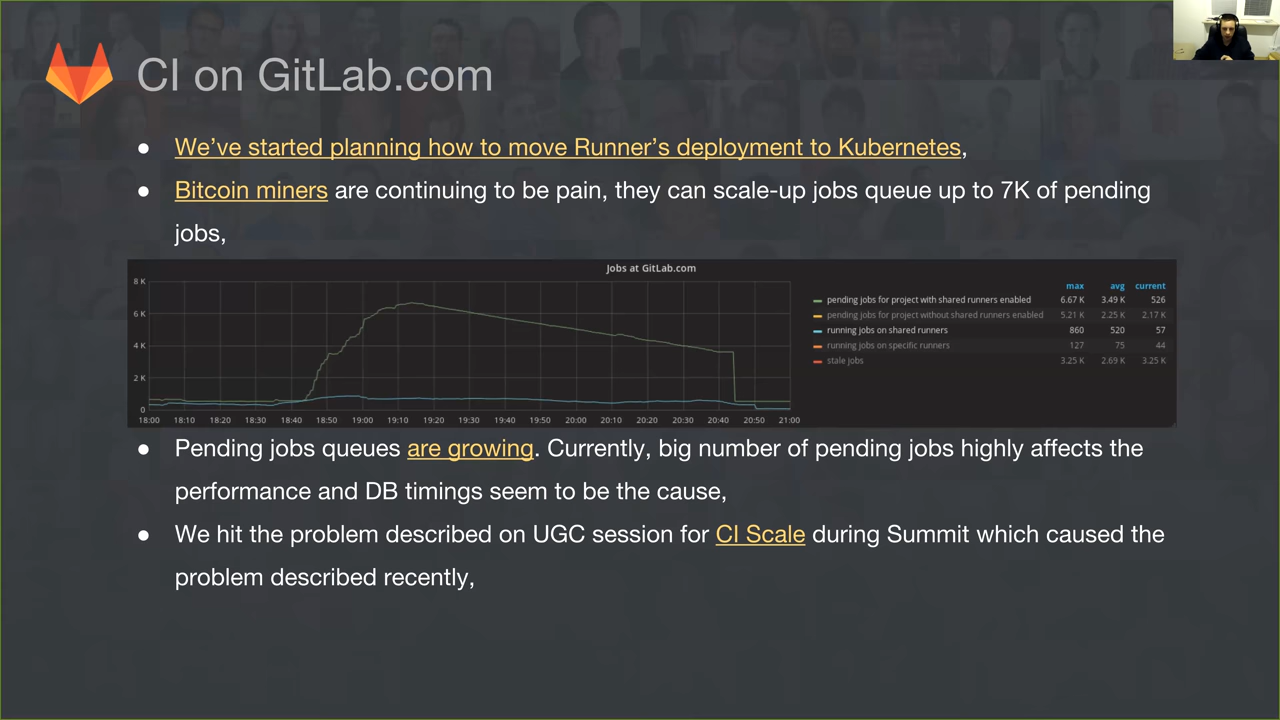 CI on GitLab.com
● We've started planning how to move Runner's deployment to Kubernetes,
● Bitcoin miners are continuing to be pain, they can scale-up jobs queue up to 7K of pending
jobs,
Jobs at GitLab.com
8 K
6 K
4 K
2 K
0
18:00 18:10 18:20 18:30 18:40 18:50 19:00 19:10 19:20 19:30 19:40 19:50 20:00 20:10 20:20 20:30 20:40 20:50 21:00
max avg current
pending jobs for project with shared runners enabled 6.67 K 3.49 K 526
pending jobs for project without shared runners enabled 5.21 K 2.25 K 2.17 K
running jobs on shared runners 860 520 57
running jobs on specific runners 127 75 44
stale jobs 3.25 K 2.69 K 3.25 K
● Pending jobs queues are growing. Currently, big number of pending jobs highly affects the
performance and DB timings seem to be the cause,
● We hit the problem described on UGC session for CI Scale during Summit which caused the
problem described recently,